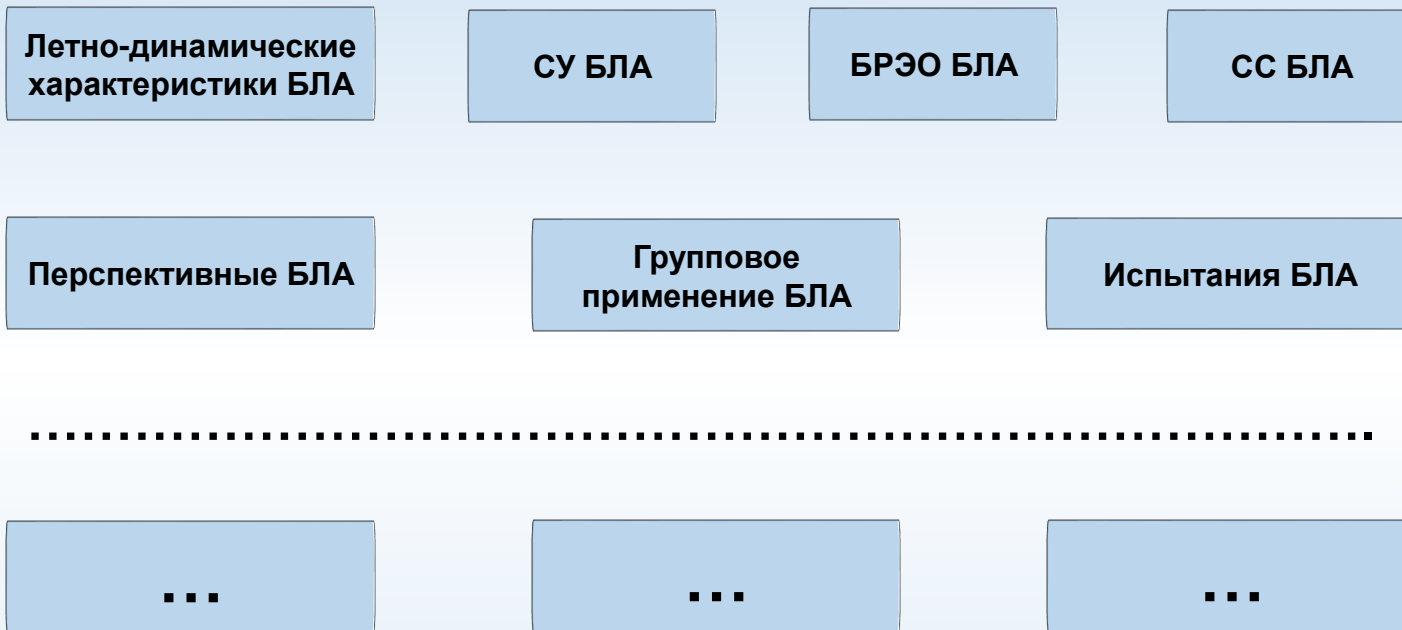 Летно-динамические
характеристики БЛА
СУ БЛА
БРЭО БЛА
СС БЛА
Перспективные БЛА
Групповое
применение БЛА
Испытания БЛА
...
...
...